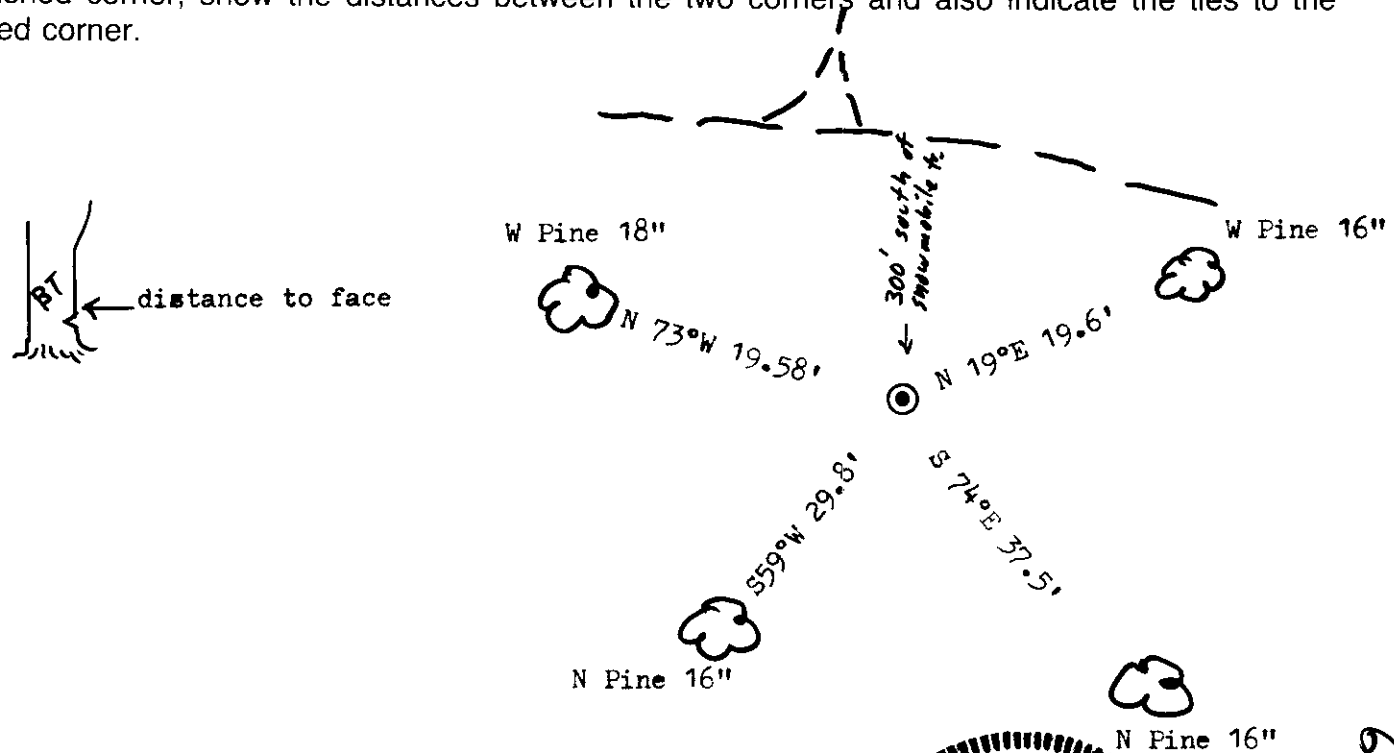 shed corner, show the distances between the two corners and also indicate the ties to the
ed corner.
300' south of
snowmobile tr.
W Pine 18"
W Pine 16"
BT
distance to face
N 73°W 19.58'
N 19°E 19.6'
S59°W 29.8'
S 74°E 37.5'
N Pine 16"
N Pine 16"